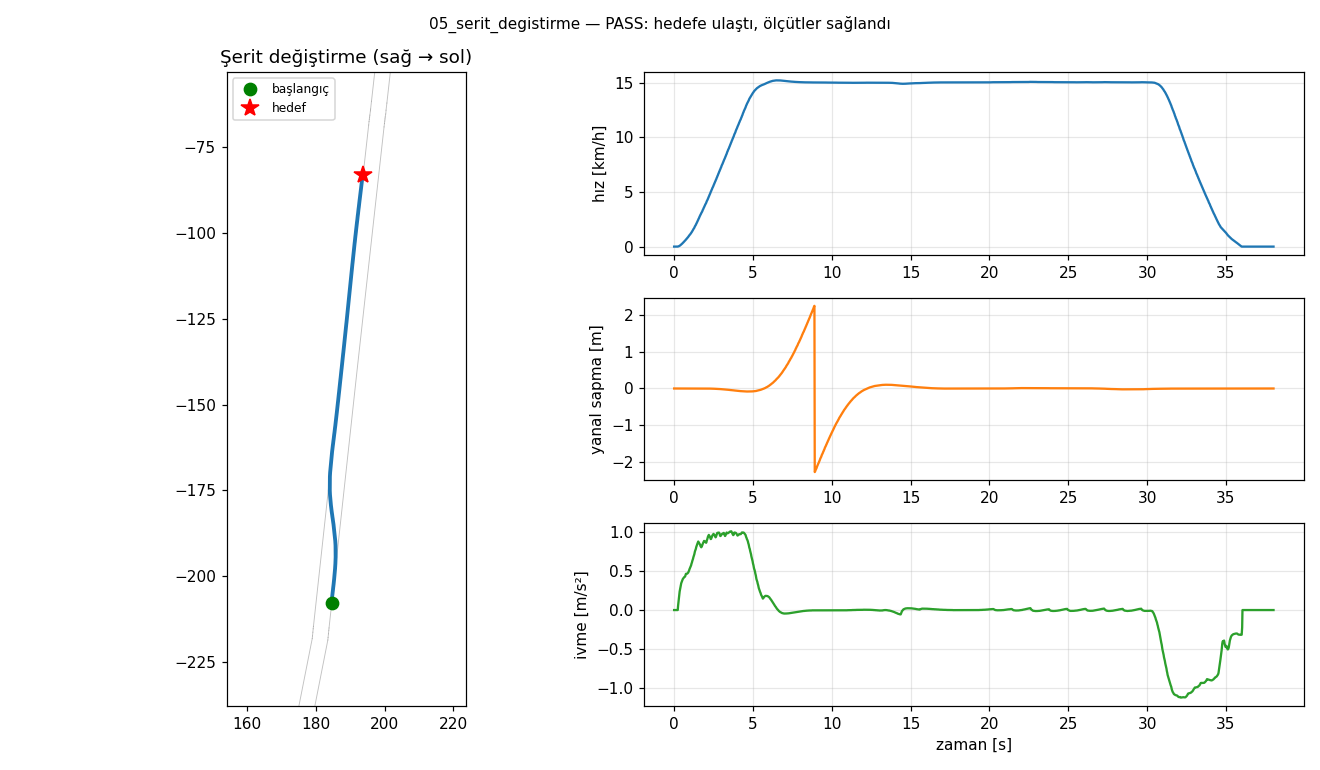 05_serit_degistirme — PASS: hedefe ulaştı, ölçütler sağlandı
Şerit değiştirme (sağ → sol)
başlangıç
hedef
−75
−100
−125
−150
−175
−200
−225
160 180 200 220
hız [km/h]
15
10
5
0
0 5 10 15 20 25 30 35
yanal sapma [m]
2
1
0
−1
−2
0 5 10 15 20 25 30 35
ivme [m/s²]
1.0
0.5
0.0
−0.5
−1.0
0 5 10 15 20 25 30 35
zaman [s]